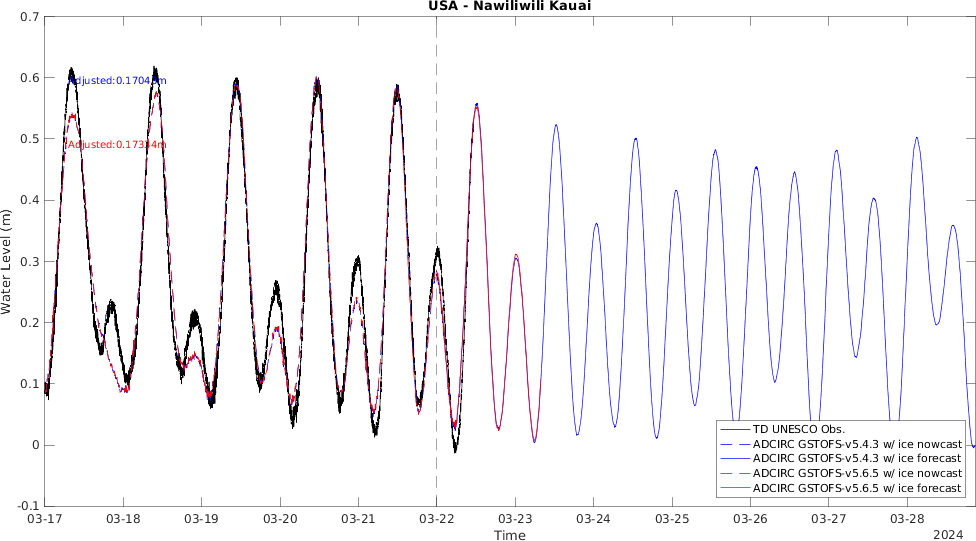 USA - Nawiliwili Kauai
0.7
0.6
0.5
0.4
0.3
0.2
0.1
0
-0.1
Water Level (m)
Adjusted:0.1704
Adjusted:0.17334m
TD UNESCO Obs.
ADCIRC GSTOFS-v5.4.3 w/ ice nowcast
ADCIRC GSTOFS-v5.4.3 w/ ice forecast
ADCIRC GSTOFS-v5.6.5 w/ ice nowcast
ADCIRC GSTOFS-v5.6.5 w/ ice forecast
03-17 03-18 03-19 03-20 03-21 03-22 03-23 03-24 03-25 03-26 03-27 03-28
Time
2024